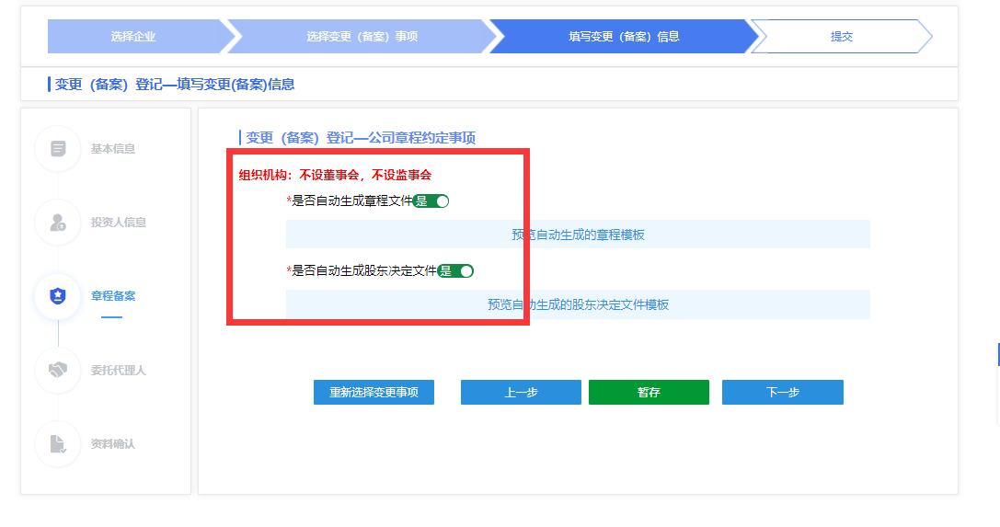 选择企业
选择变更（备案）事项
填写变更（备案）信息
提交
变更（备案）登记—填写变更(备案)信息
基本信息
投资人信息
章程备案
委托代理人
资料确认
变更（备案）登记—公司章程约定事项
组织机构：不设董事会，不设监事会
*是否自动生成章程文件 是
预览自动生成的章程模板
*是否自动生成股东决定文件 是
预览自动生成的股东决定文件模板
重新选择变更事项
上一步
暂存
下一步